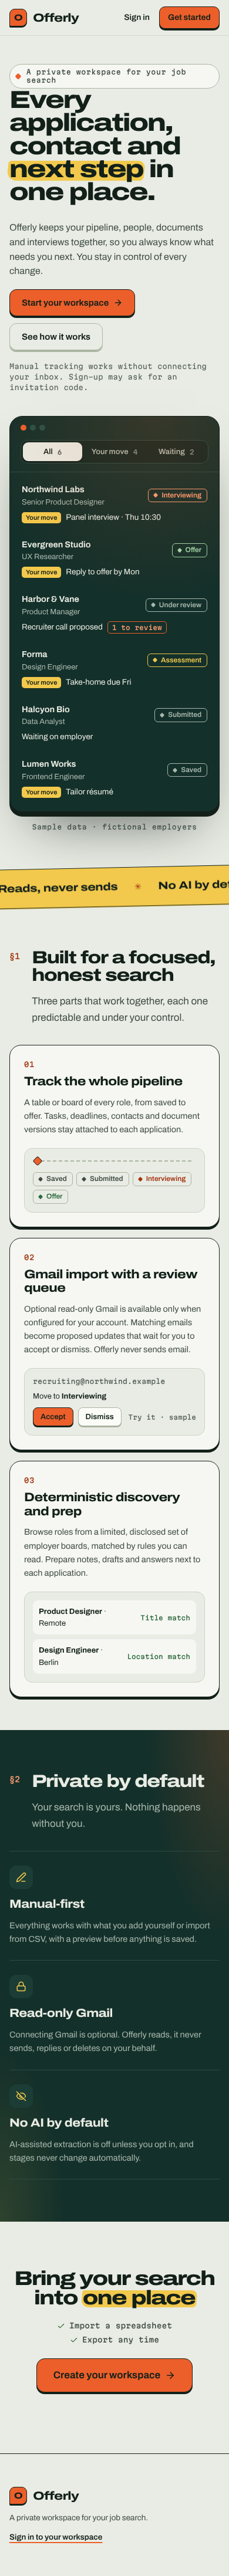 O Offerly Sign in Get started
A private workspace for your job
search
Every
application,
contact and
next step in
one place.
Offerly keeps your pipeline, people, documents
and interviews together, so you always know what
needs you next. You stay in control of every
change.
Start your workspace →
See how it works
Manual tracking works without connecting
your inbox. Sign-up may ask for an
invitation code.
All 6 Your move 4 Waiting 2
Northwind Labs
Senior Product Designer
Interviewing
Your move Panel interview · Thu 10:30
Evergreen Studio
UX Researcher
Offer
Your move Reply to offer by Mon
Harbor & Vane
Product Manager
Under review
Recruiter call proposed 1 to review
Forma
Design Engineer
Assessment
Your move Take-home due Fri
Halcyon Bio
Data Analyst
Submitted
Waiting on employer
Lumen Works
Frontend Engineer
Saved
Your move Tailor résumé
Sample data · fictional employers
Reads, never sends ✳ No AI by def
§1 Built for a focused,
honest search
Three parts that work together, each one
predictable and under your control.
01
Track the whole pipeline
A table or board of every role, from saved to
offer. Tasks, deadlines, contacts and document
versions stay attached to each application.
Saved Submitted Interviewing
Offer
02
Gmail import with a review
queue
Optional read-only Gmail is available only when
configured for your account. Matching emails
become proposed updates that wait for you to
accept or dismiss. Offerly never sends email.
recruiting@northwind.example
Move to Interviewing
Accept Dismiss Try it · sample
03
Deterministic discovery
and prep
Browse roles from a limited, disclosed set of
employer boards, matched by rules you can
read. Prepare notes, drafts and answers next to
each application.
Product Designer ·
Remote
Title match
Design Engineer ·
Berlin
Location match
§2 Private by default
Your search is yours. Nothing happens
without you.
Manual-first
Everything works with what you add yourself or import
from CSV, with a preview before anything is saved.
Read-only Gmail
Connecting Gmail is optional. Offerly reads, it never
sends, replies or deletes on your behalf.
No AI by default
AI-assisted extraction is off unless you opt in, and
stages never change automatically.
Bring your search
into one place
✓ Import a spreadsheet
✓ Export any time
Create your workspace →
O Offerly
A private workspace for your job search.
Sign in to your workspace